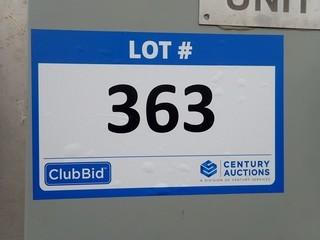 UNIT
LOT #
363
ClubBid
CENTURY
AUCTIONS
A DIVISION OF CENTURY SERVICES